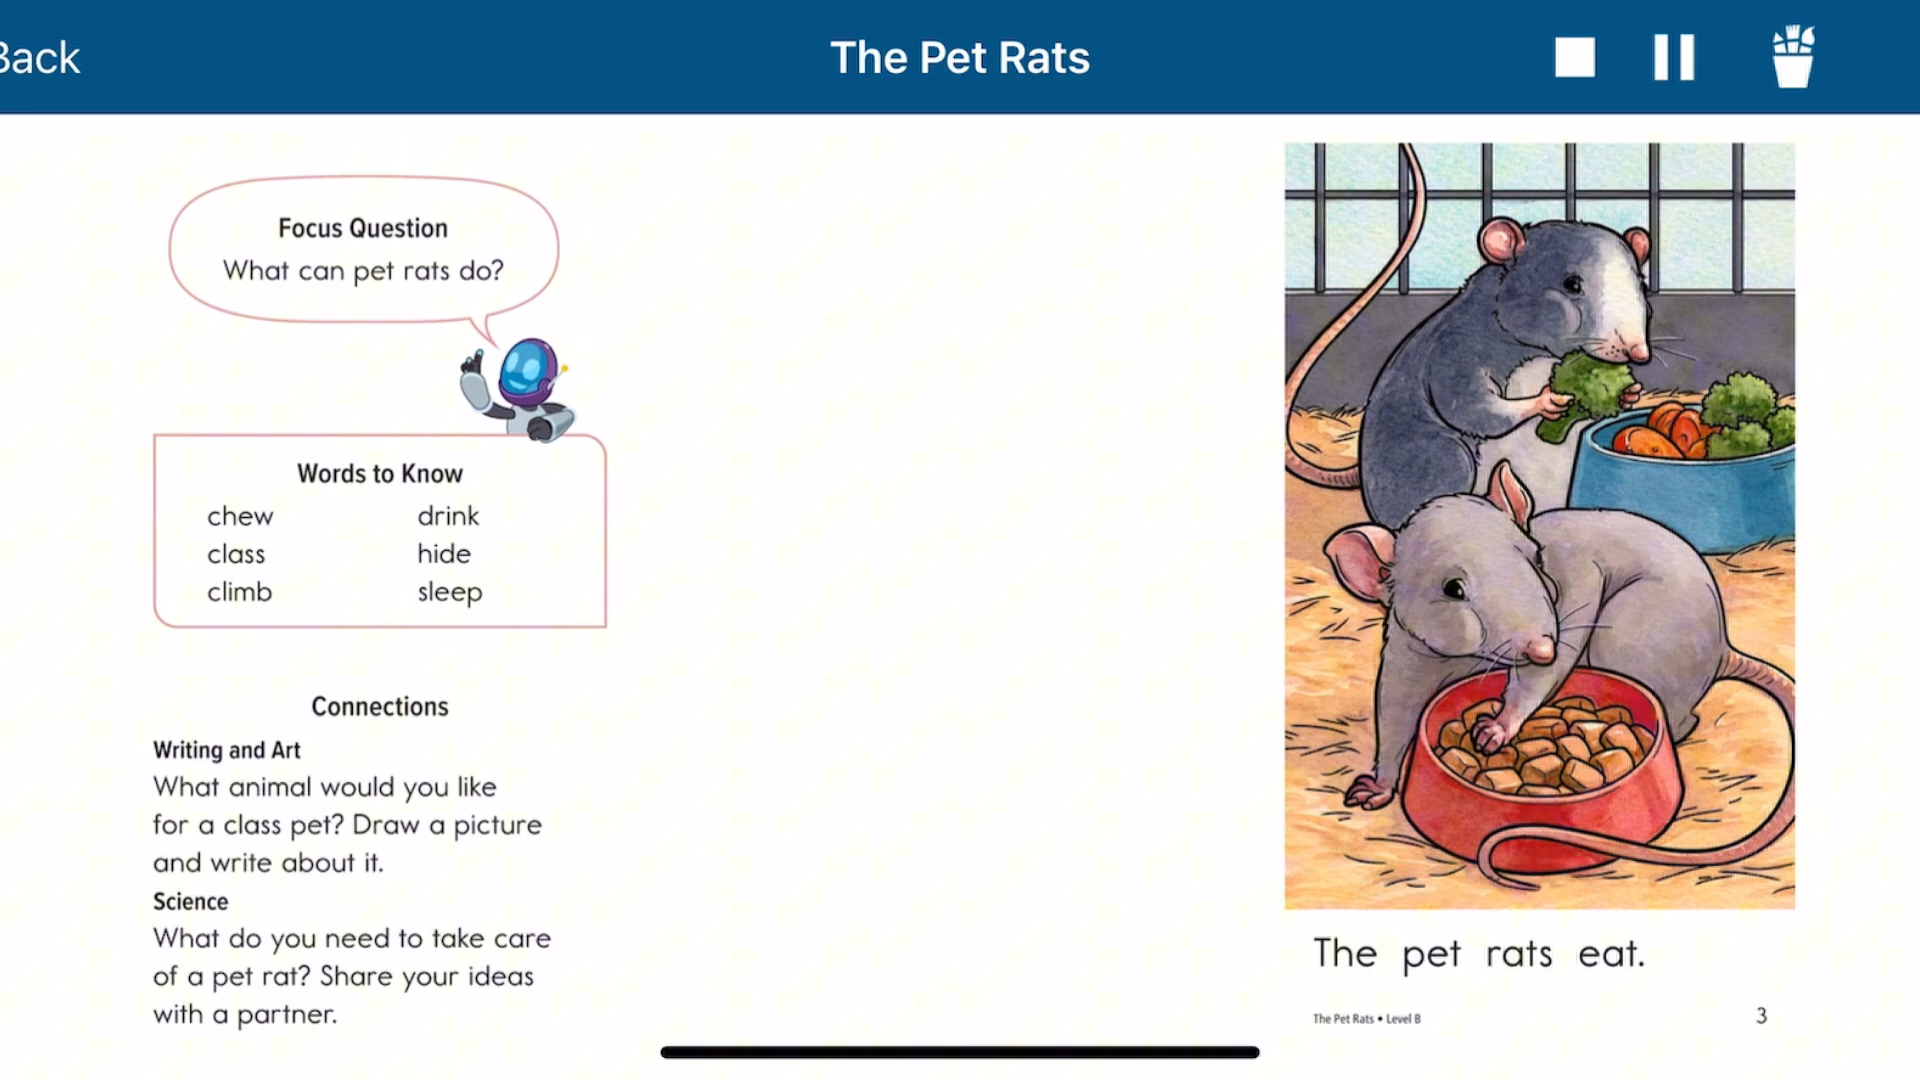 Back
The Pet Rats
Focus Question
What can pet rats do?
Words to Know
chew drink
class hide
climb sleep
Connections
Writing and Art
What animal would you like
for a class pet? Draw a picture
and write about it.
Science
What do you need to take care
of a pet rat? Share your ideas
with a partner.
The pet rats eat.
The Pet Rats • Level B 3